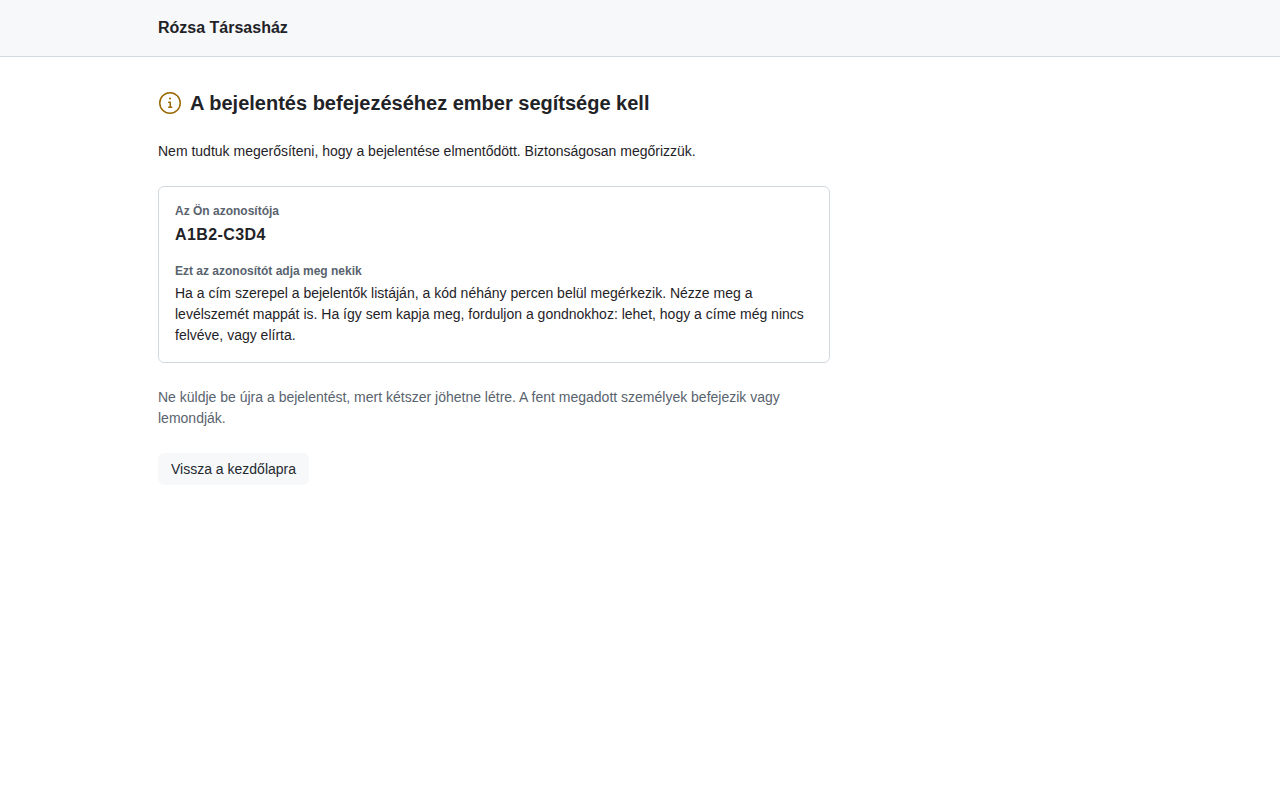 Rózsa Társasház
A bejelentés befejezéséhez ember segítsége kell
Nem tudtuk megerősíteni, hogy a bejelentése elmentődött. Biztonságosan megőrizzük.
Az Ön azonosítója
A1B2-C3D4
Ezt az azonosítót adja meg nekik
Ha a cím szerepel a bejelentők listáján, a kód néhány percen belül megérkezik. Nézze meg a
levélszemét mappát is. Ha így sem kapja meg, forduljon a gondnokhoz: lehet, hogy a címe még nincs
felvéve, vagy elírta.
Ne küldje be újra a bejelentést, mert kétszer jöhetne létre. A fent megadott személyek befejezik vagy
lemondják.
Vissza a kezdőlapra